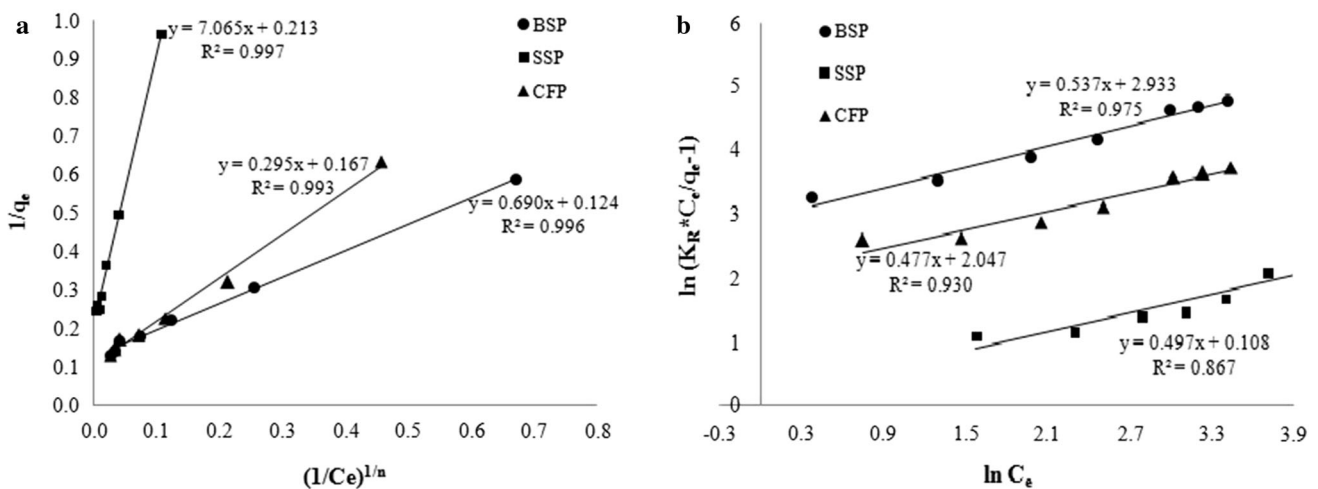 a
y = 7.065x + 0.213
R² = 0.997
BSP
SSP
CFP
y = 0.295x + 0.167
R² = 0.993
y = 0.690x + 0.124
R² = 0.996
1.0
0.9
0.8
0.7
0.6
0.5
0.4
0.3
0.2
0.1
0.0
1/qe
0.0 0.1 0.2 0.3 0.4 0.5 0.6 0.7 0.8
(1/Ce)1/n
b
BSP
SSP
CFP
y = 0.537x + 2.933
R² = 0.975
y = 0.477x + 2.047
R² = 0.930
y = 0.497x + 0.108
R² = 0.867
6
5
4
3
2
1
0
ln (KR*Ce/qe-1)
-0.3 0.3 0.9 1.5 2.1 2.7 3.3 3.9
ln Ce